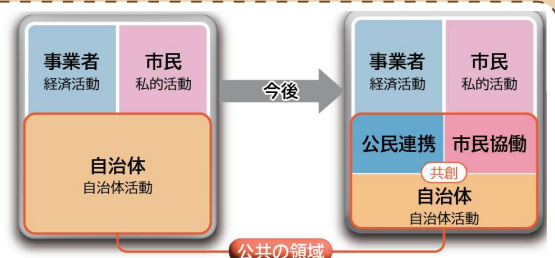 事業者
経済活動
市民
私的活動
自治体
自治体活動
今後
事業者
経済活動
市民
私的活動
公民連携
市民協働
共創
自治体
自治体活動
公共の領域